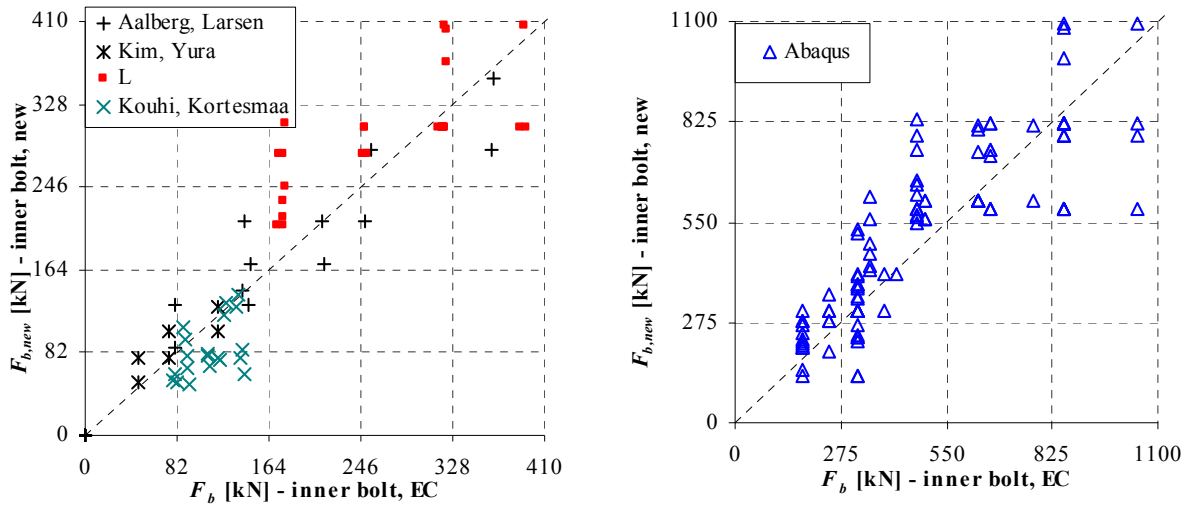 410
328
246
164
82
0
F_{b,new} [kN] - inner bolt, new
Aalberg, Larsen
Kim, Yura
L
Kouhi, Kortesmaa
0
82
164
246
328
410
F_b [kN] - inner bolt, EC
1100
825
550
275
0
F_{b,new} [kN] - inner bolt, new
Abaqus
0
275
550
825
1100
F_b [kN] - inner bolt, EC